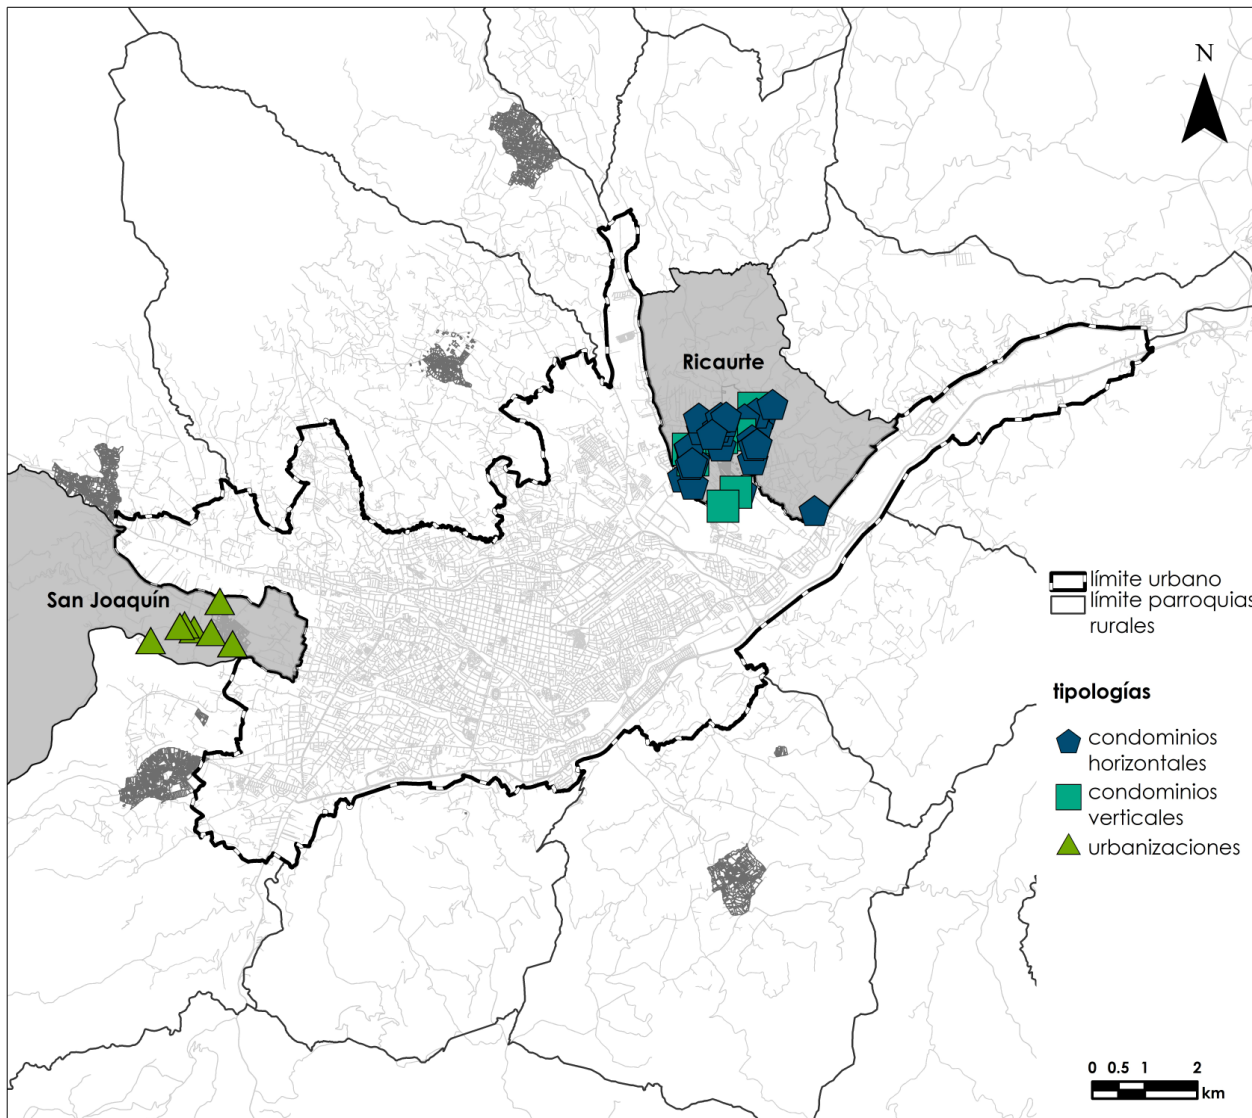 N
Ricaurte
San Joaquín
límite urbano
límite parroquias
rurales
tipologías
condominios
horizontales
condominios
verticales
urbanizaciones
0 0.5 1 2
km